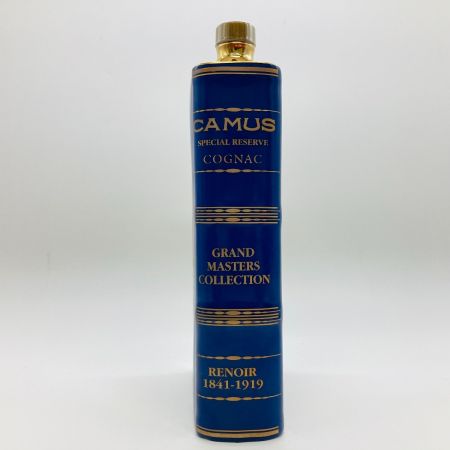 CAMUS
SPECIAL RESERVE
COGNAC
GRAND
MASTERS
COLLECTION
RENOIR
1841-1919